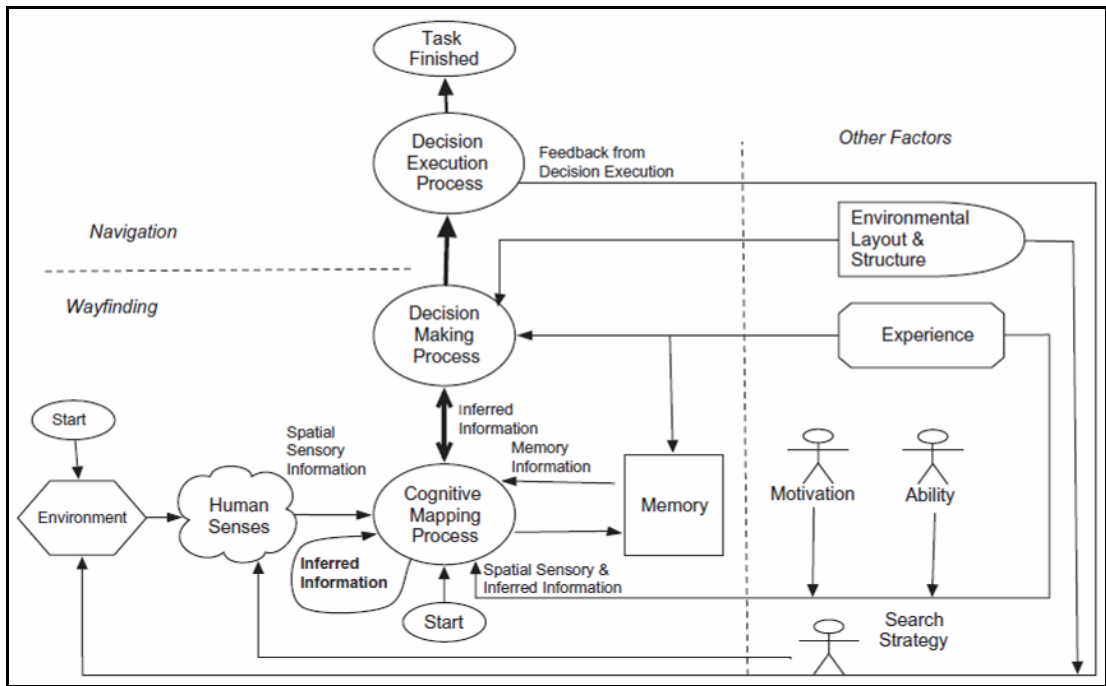 Task
Finished
Decision
Execution
Process
Feedback from
Decision Execution
Other Factors
Navigation
Environmental
Layout &
Structure
Wayfinding
Decision
Making
Process
Experience
Start
Spatial
Sensory
Information
Inferred
Information
Memory
Information
Environment
Human
Senses
Cognitive
Mapping
Process
Memory
Motivation
Ability
Inferred
Information
Spatial Sensory &
Inferred Information
Start
Search
Strategy